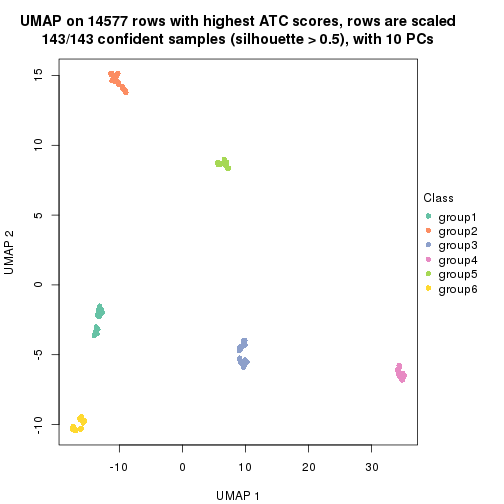 UMAP on 14577 rows with highest ATC scores, rows are scaled
143/143 confident samples (silhouette > 0.5), with 10 PCs
15
10
5
0
-5
-10
UMAP 2
-10
0
10
20
30
UMAP 1
Class
group1
group2
group3
group4
group5
group6